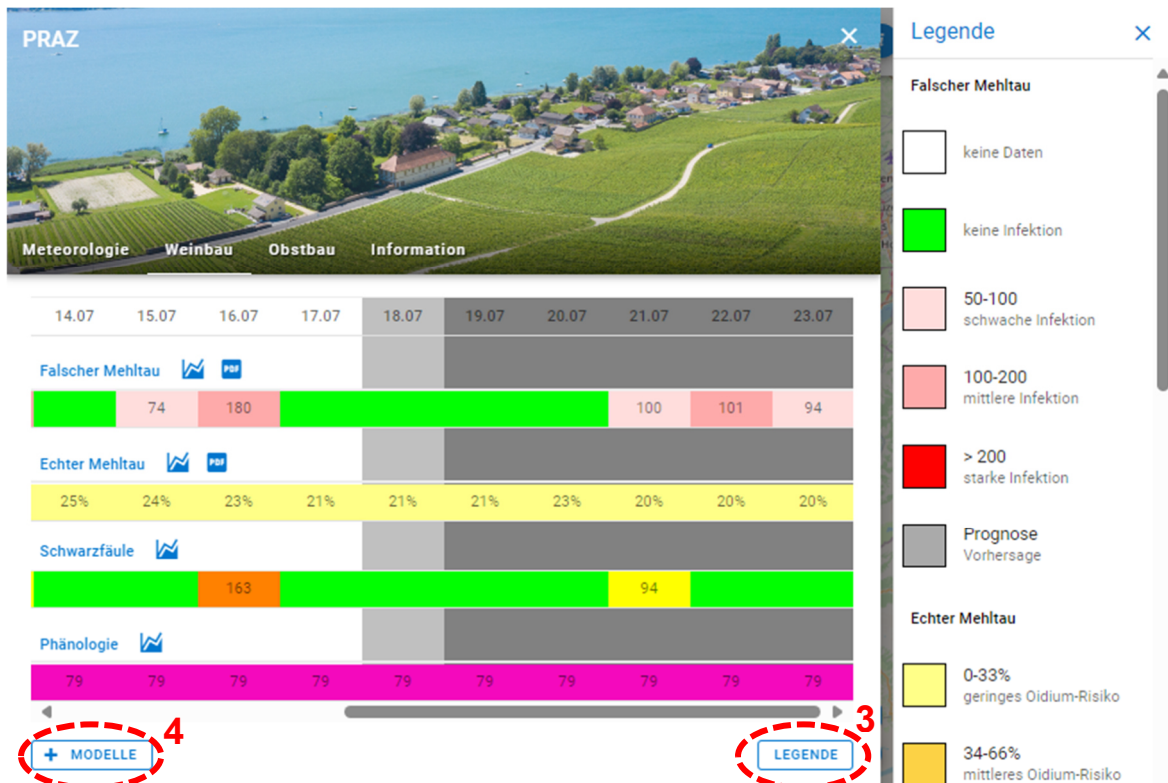 PRAZ
Meteorologie Weinbau Obstbau Information
14.07 15.07 16.07 17.07 18.07 19.07 20.07 21.07 22.07 23.07
Falscher Mehltau PDF
74 180 100 101 94
Echter Mehltau PDF
25% 24% 23% 21% 21% 21% 23% 20% 20% 20%
Schwarzfäule
163 94
Phänologie
79 79 79 79 79 79 79 79 79 79
4
+ MODELLE
3
LEGENDE
Legende
Falscher Mehltau
keine Daten
keine Infektion
50-100
schwache Infektion
100-200
mittlere Infektion
> 200
starke Infektion
Prognose
Vorhersage
Echter Mehltau
0-33%
geringes Oidium-Risiko
34-66%
mittleres Oidium-Risiko